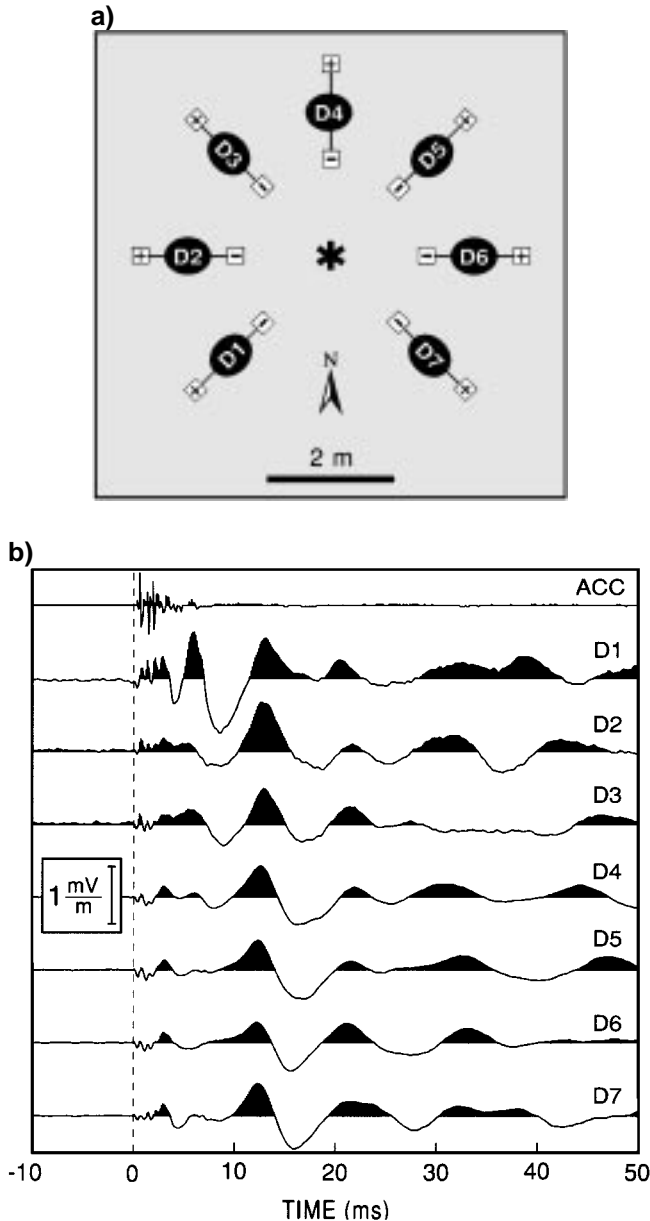 a)
+
D4
-
+
D3
-
+
D5
-
+ D2 -
- D6 +
-
D1
+
-
D7
+
N
2 m
b)
ACC
D1
D2
D3
1 mV/m
D4
D5
D6
D7
-10 0 10 20 30 40 50
TIME (ms)